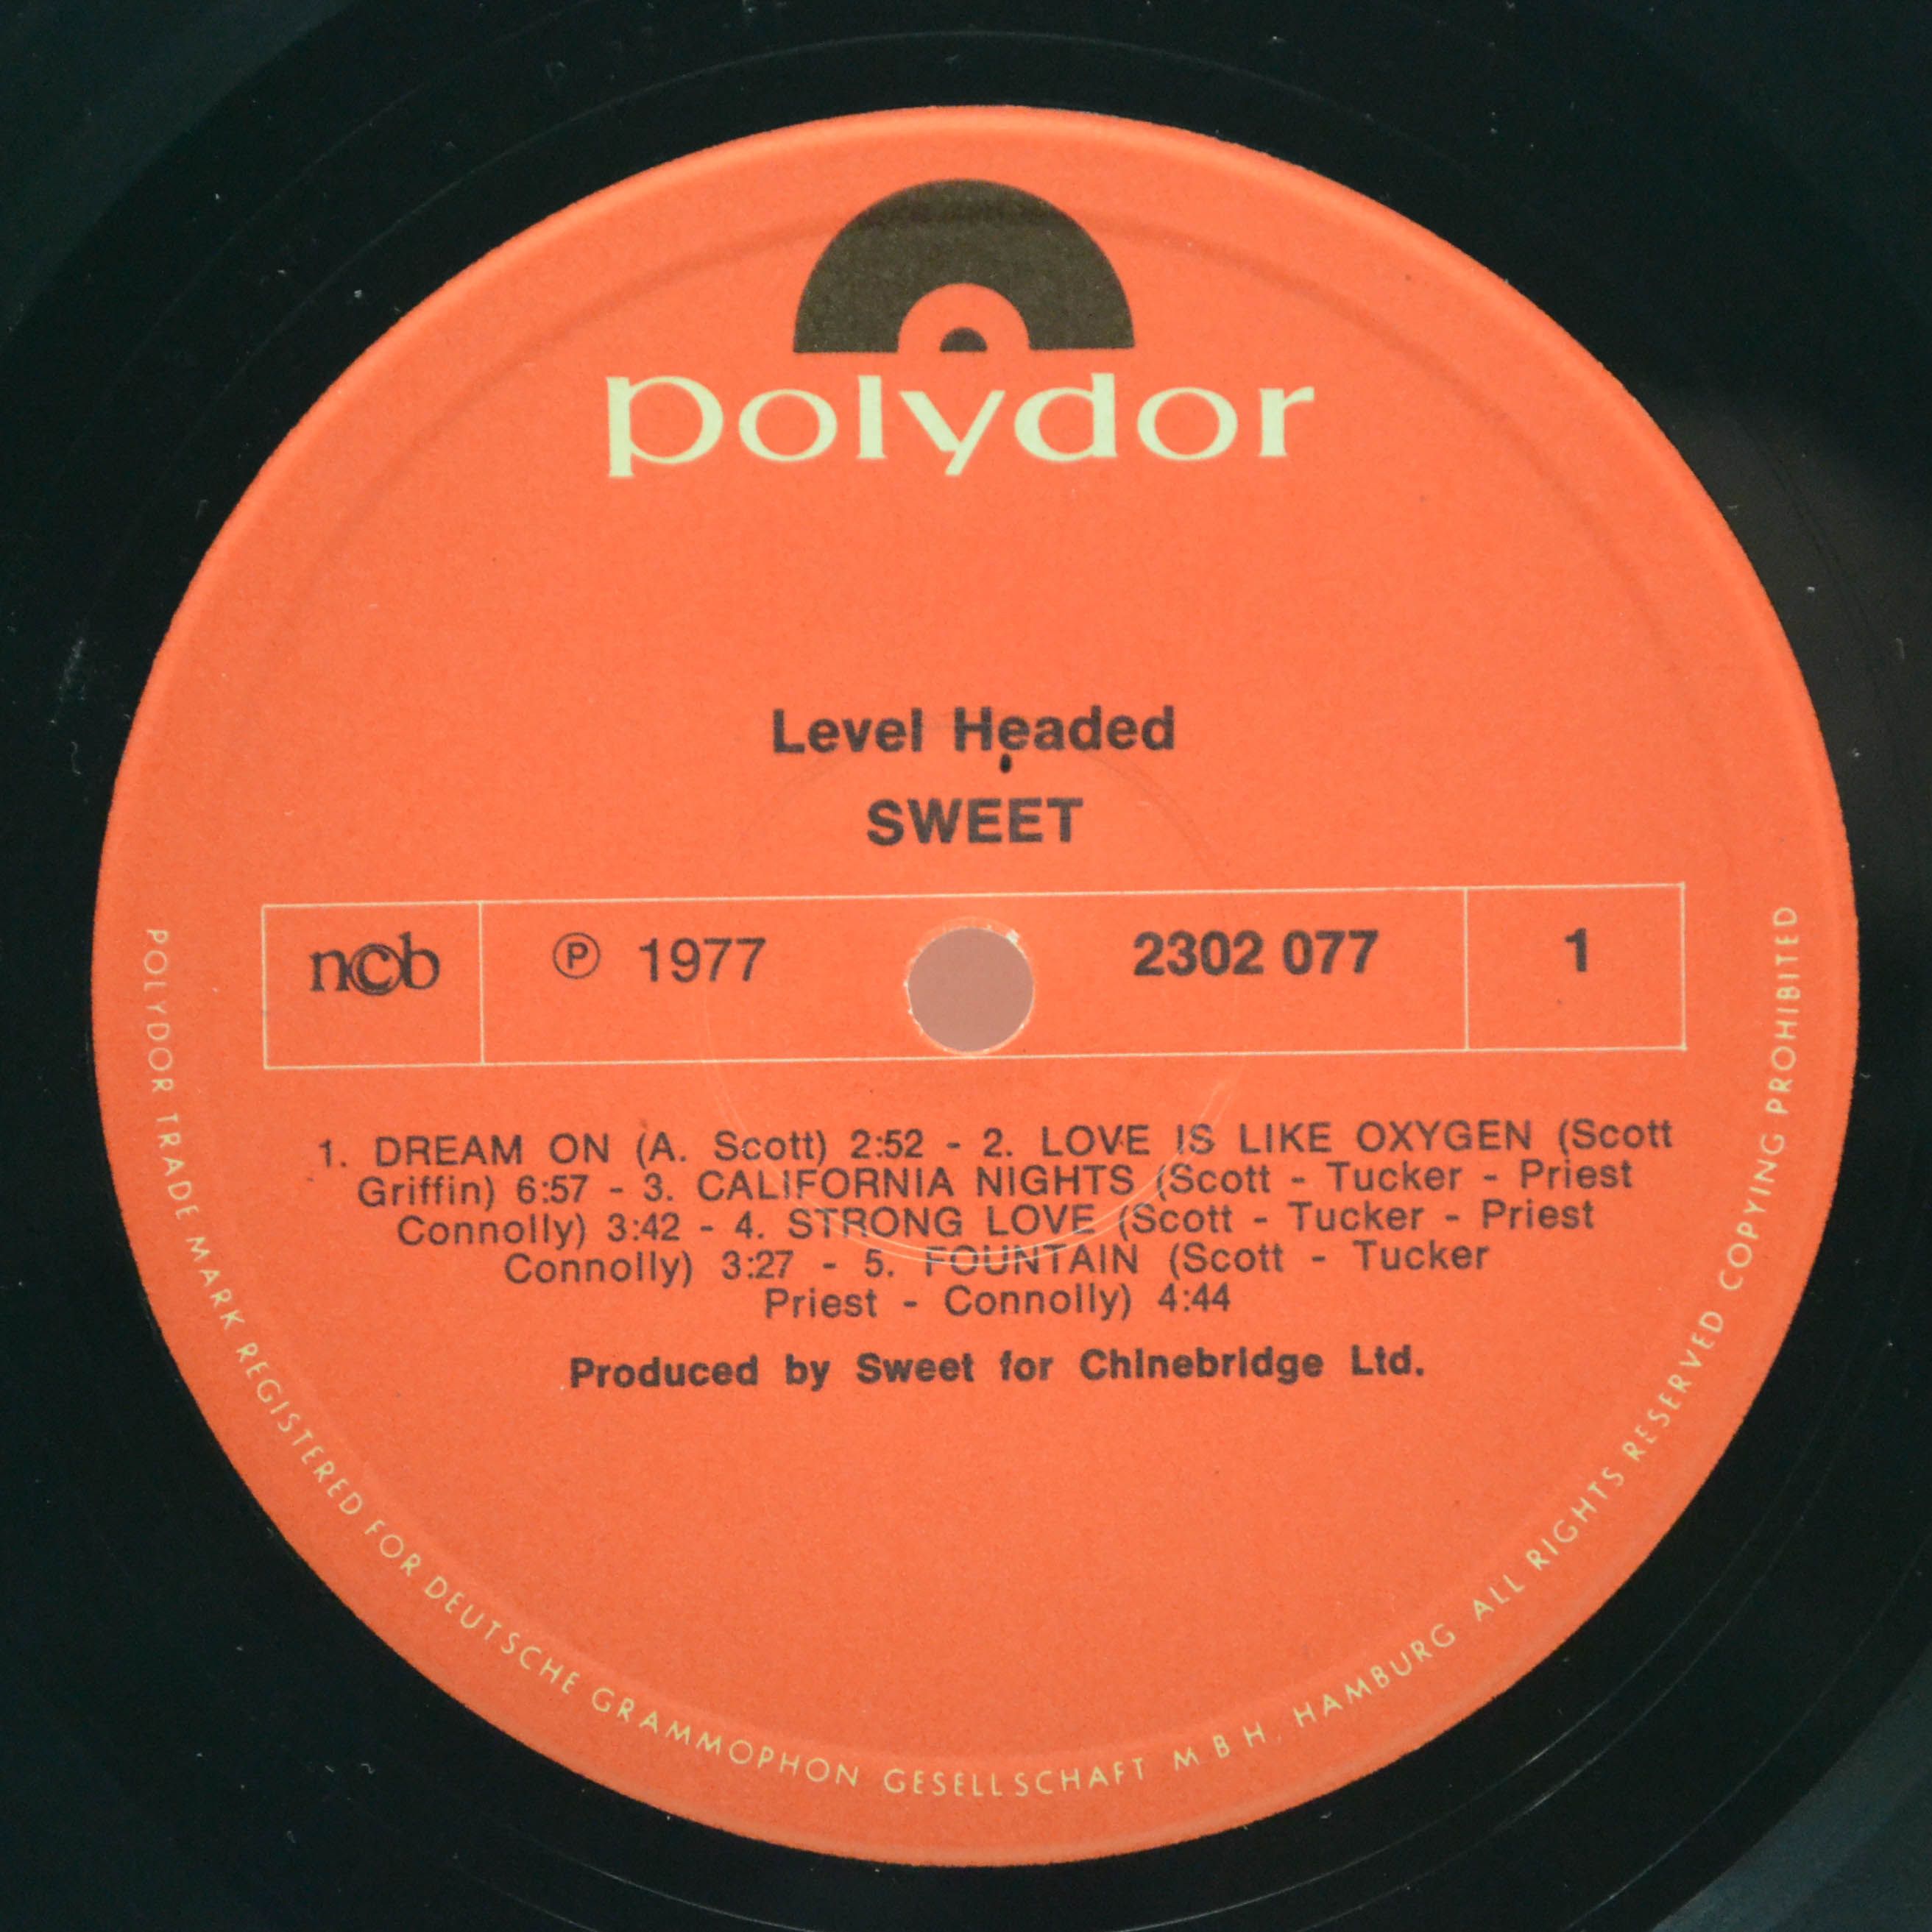 polydor
Level Headed
SWEET
ncb
℗ 1977
2302 077
1
1. DREAM ON (A. Scott) 2:52 - 2. LOVE IS LIKE OXYGEN (Scott
Griffin) 6:57 - 3. CALIFORNIA NIGHTS (Scott - Tucker - Priest
Connolly) 3:42 - 4. STRONG LOVE (Scott - Tucker - Priest
Connolly) 3:27 - 5. FOUNTAIN (Scott - Tucker
Priest - Connolly) 4:44
Produced by Sweet for Chinebridge Ltd.
POLYDOR TRADE MARK REGISTERED FOR DEUTSCHE GRAMMOPHON GESELLSCHAFT M B H. HAMBURG ALL RIGHTS RESERVED COPYING PROHIBITED